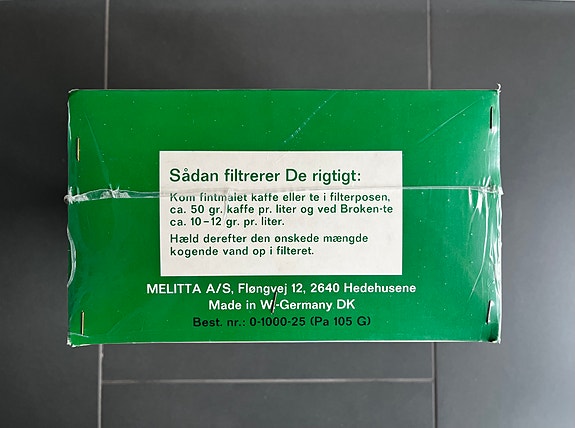 Sådan filtrerer De rigtigt:
Kom fintmalet kaffe eller te i filterposen,
ca. 50 gr. kaffe pr. liter og ved Broken-te
ca. 10–12 gr. pr. liter.
Hæld derefter den ønskede mængde
kogende vand op i filteret.
MELITTA A/S, Fløngvej 12, 2640 Hedehusene
Made in W.-Germany DK
Best. nr.: 0-1000-25 (Pa 105 G)